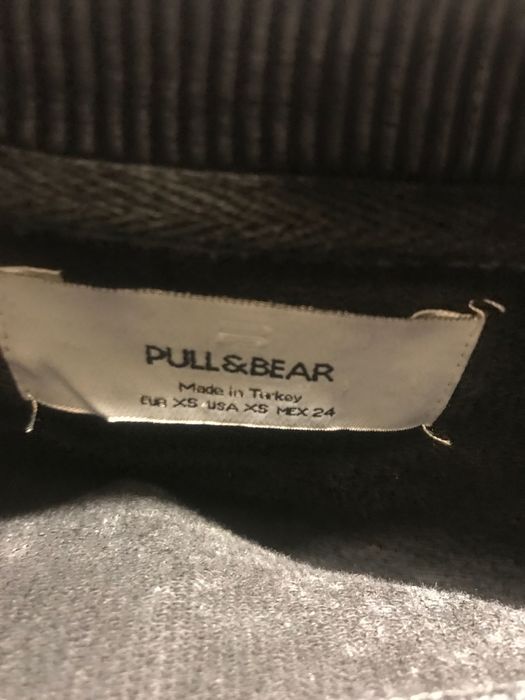 PULL&BEAR
Made in Turkey
EUR XS USA XS MEX 24